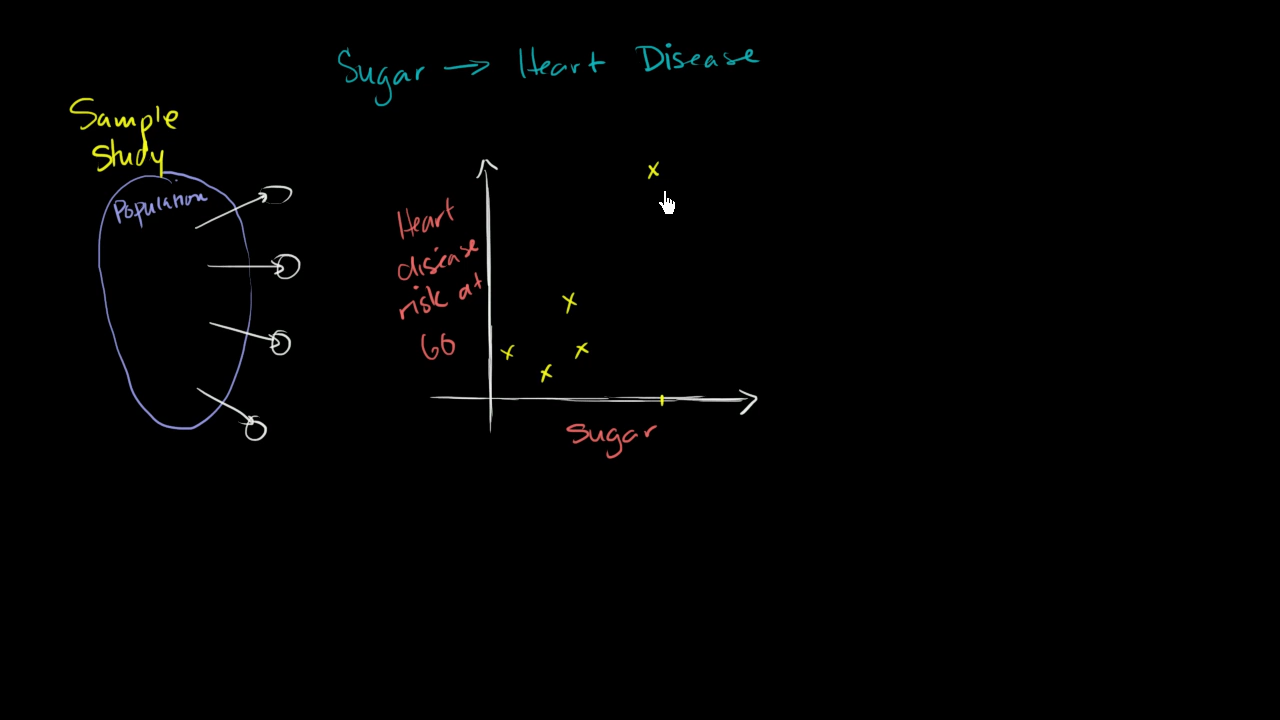 Sugar → Heart Disease
Sample
Study
Population
Heart
disease
risk at
60
Sugar